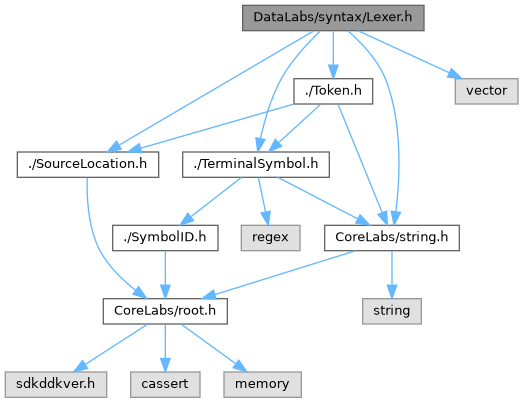 DataLabs/syntax/Lexer.h
./Token.h
vector
./SourceLocation.h
./TerminalSymbol.h
./SymbolID.h
regex
CoreLabs/string.h
CoreLabs/root.h
string
sdkddkver.h
cassert
memory